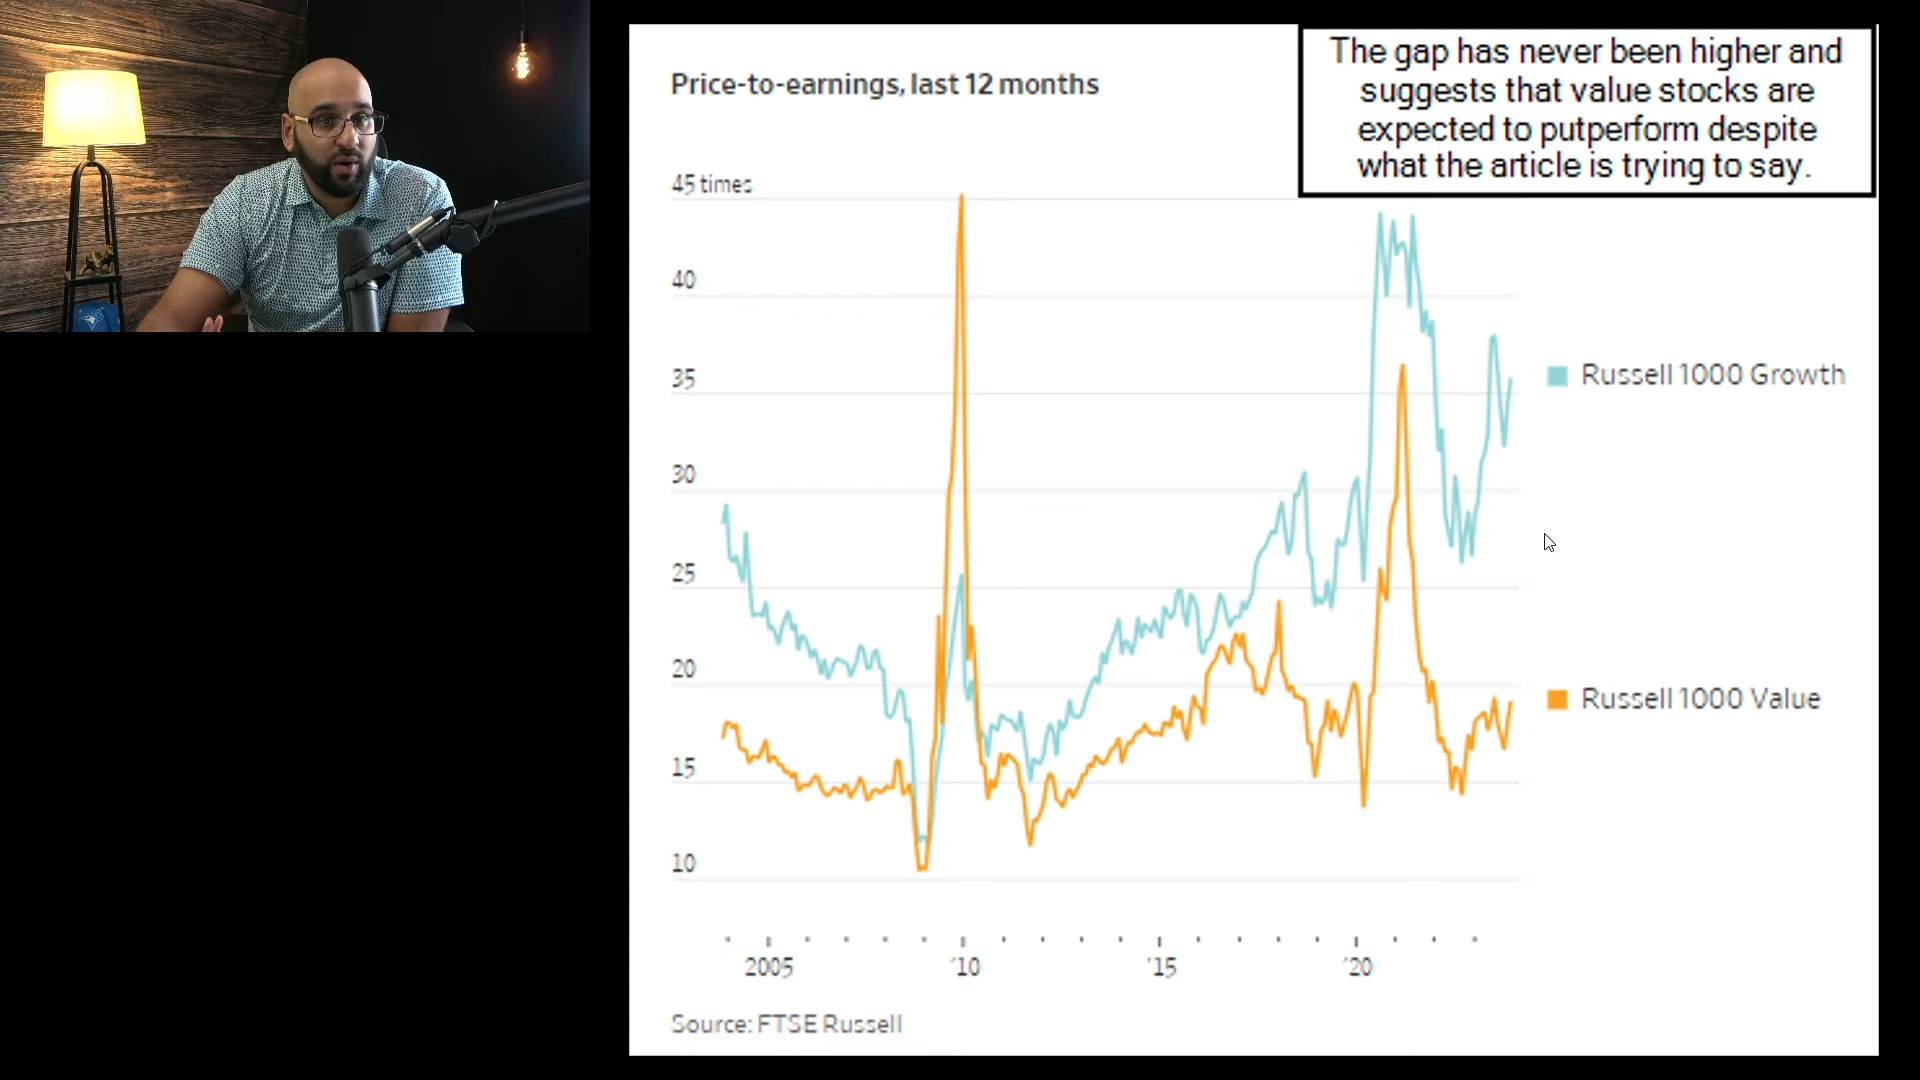 The gap has never been higher and
suggests that value stocks are
expected to putperform despite
what the article is trying to say.
Price-to-earnings, last 12 months
45 times
40
35
30
25
20
15
10
Russell 1000 Growth
Russell 1000 Value
2005 '10 '15 '20
Source: FTSE Russell